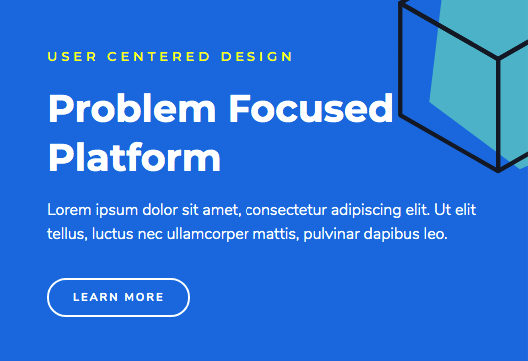 USER CENTERED DESIGN
Problem Focused
Platform
Lorem ipsum dolor sit amet, consectetur adipiscing elit. Ut elit
tellus, luctus nec ullamcorper mattis, pulvinar dapibus leo.
LEARN MORE